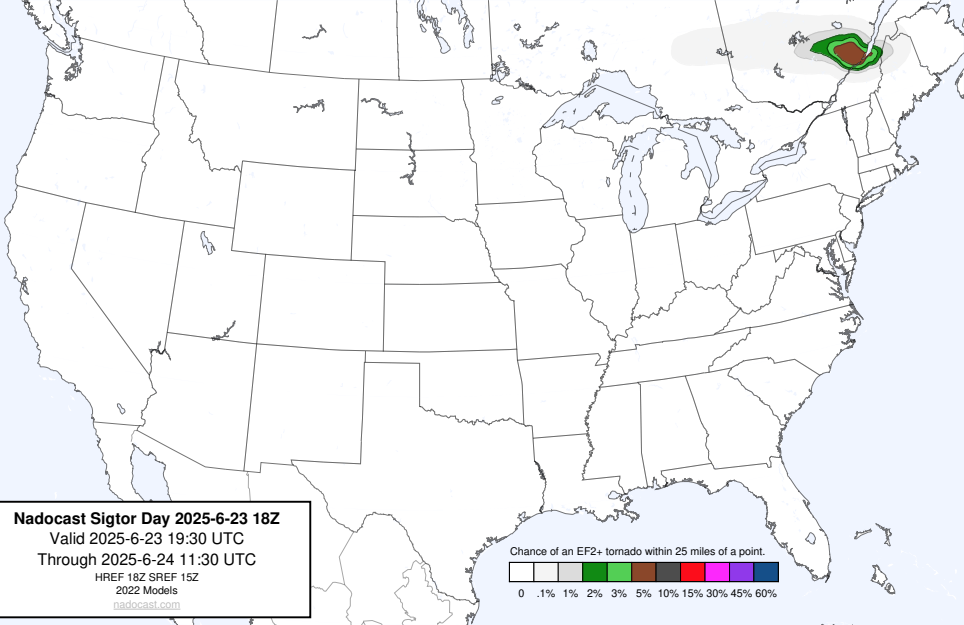 Nadocast Sigtor Day 2025-6-23 18Z
Valid 2025-6-23 19:30 UTC
Through 2025-6-24 11:30 UTC
HREF 18Z SREF 15Z
2022 Models
nadocast.com
Chance of an EF2+ tornado within 25 miles of a point.
0 .1% 1% 2% 3% 5% 10% 15% 30% 45% 60%